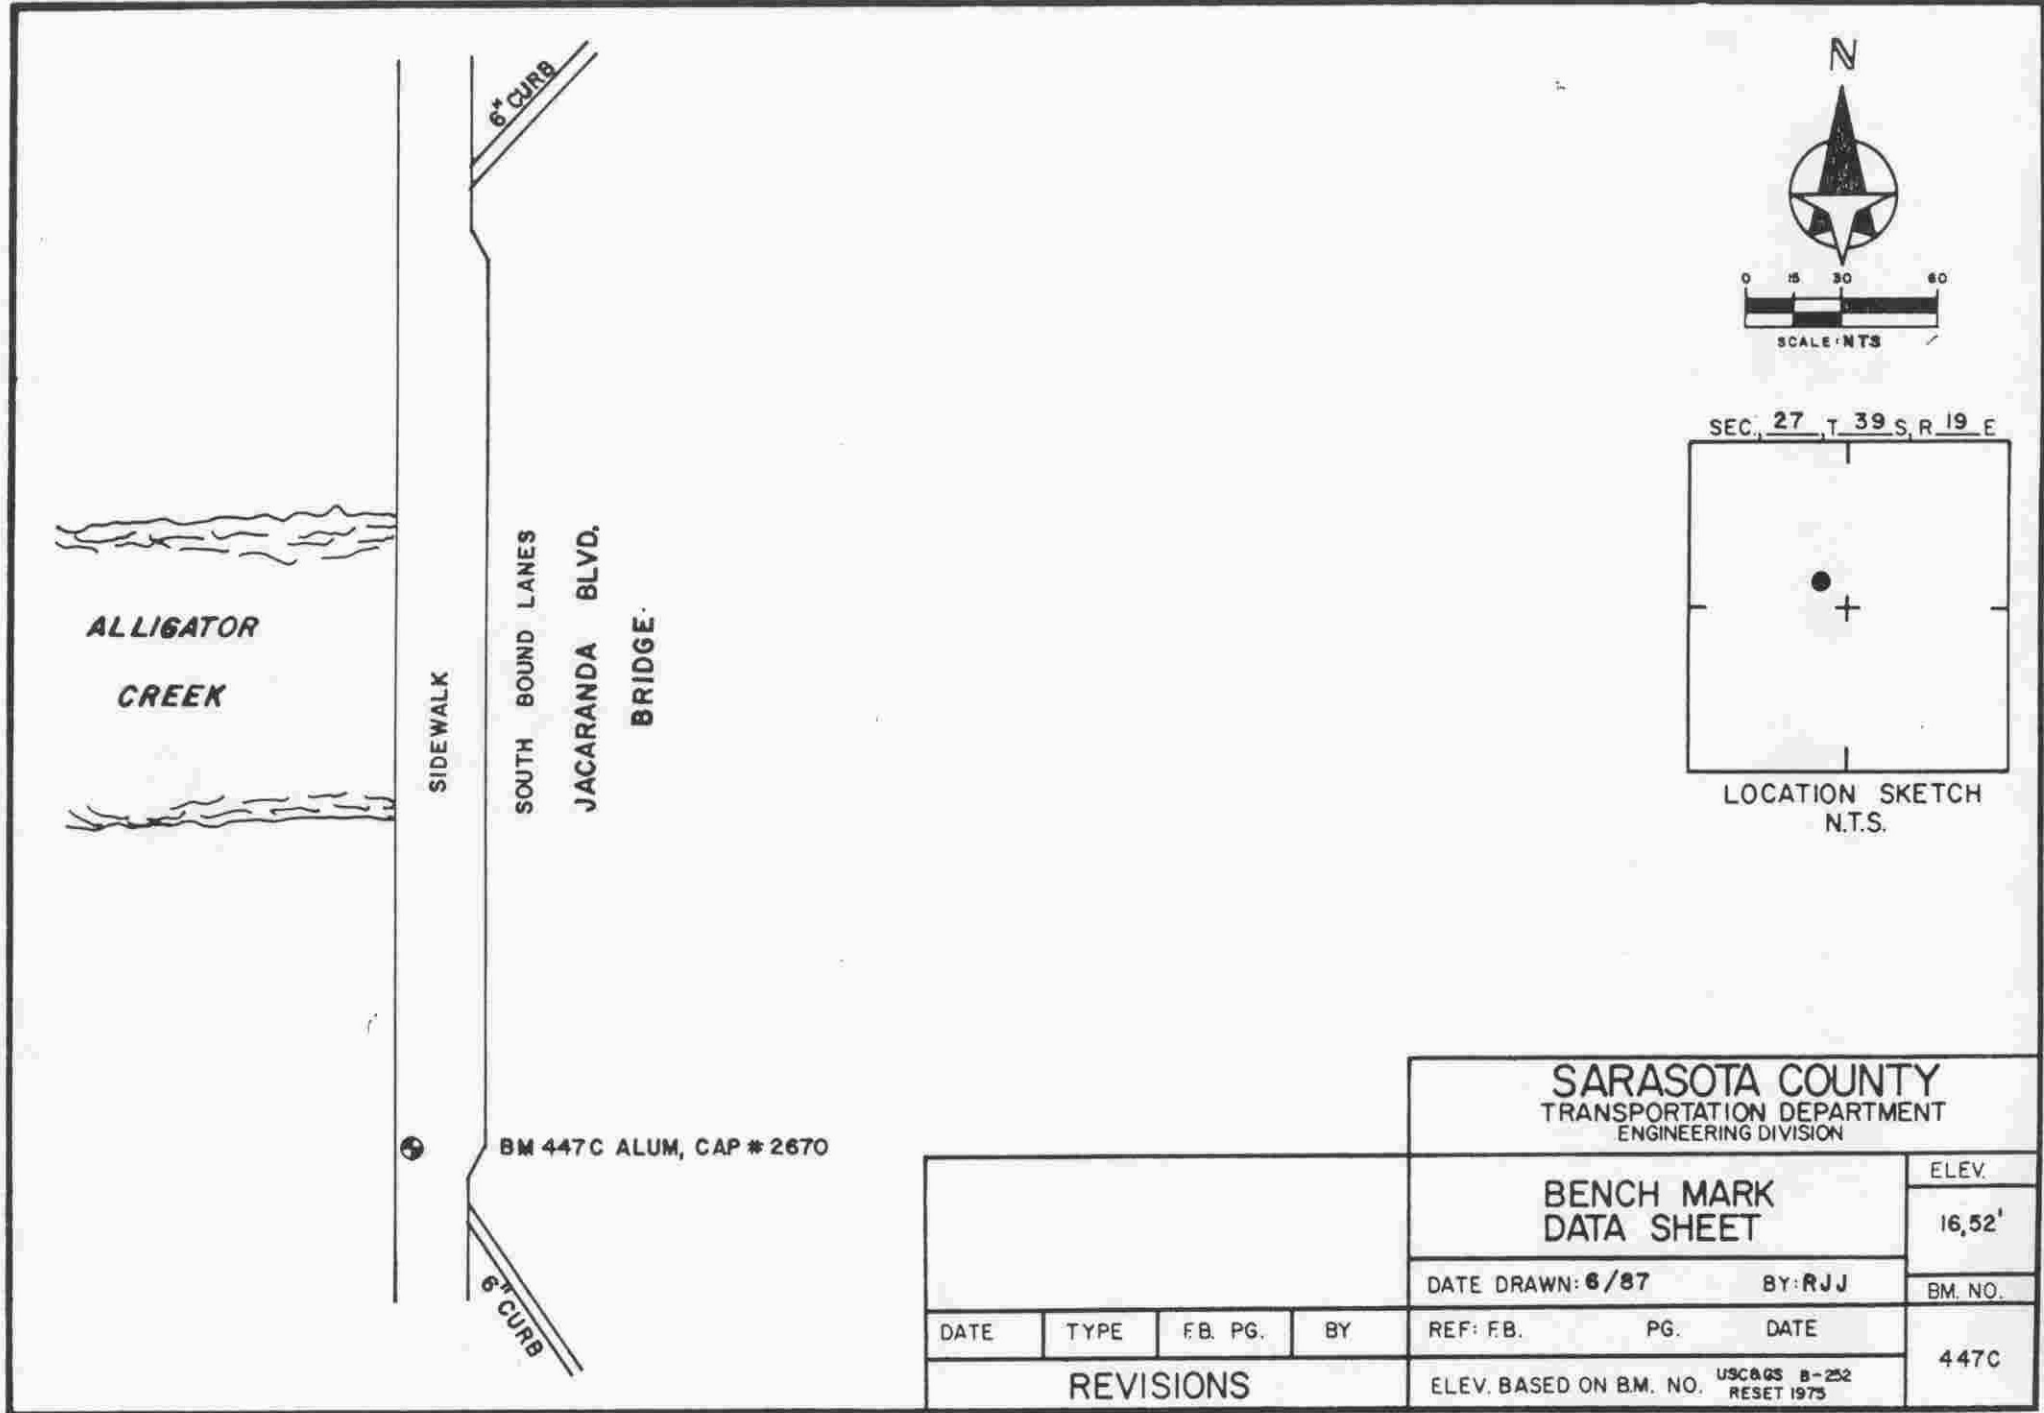 6" CURB
N
0 15 30 60
SCALE: NTS
SEC. 27 , T 39 S, R 19 E
LOCATION SKETCH
N.T.S.
ALLIGATOR
CREEK
SIDEWALK
SOUTH BOUND LANES
JACARANDA BLVD.
BRIDGE.
BM 447C ALUM, CAP # 2670
6" CURB
SARASOTA COUNTY
TRANSPORTATION DEPARTMENT
ENGINEERING DIVISION
BENCH MARK
DATA SHEET
ELEV.
16,52'
DATE DRAWN: 6/87 BY: RJJ
BM. NO.
447C
DATE TYPE F.B. PG. BY
REVISIONS
REF: F.B. PG. DATE
ELEV. BASED ON B.M. NO. USC&GS B-252
RESET 1975